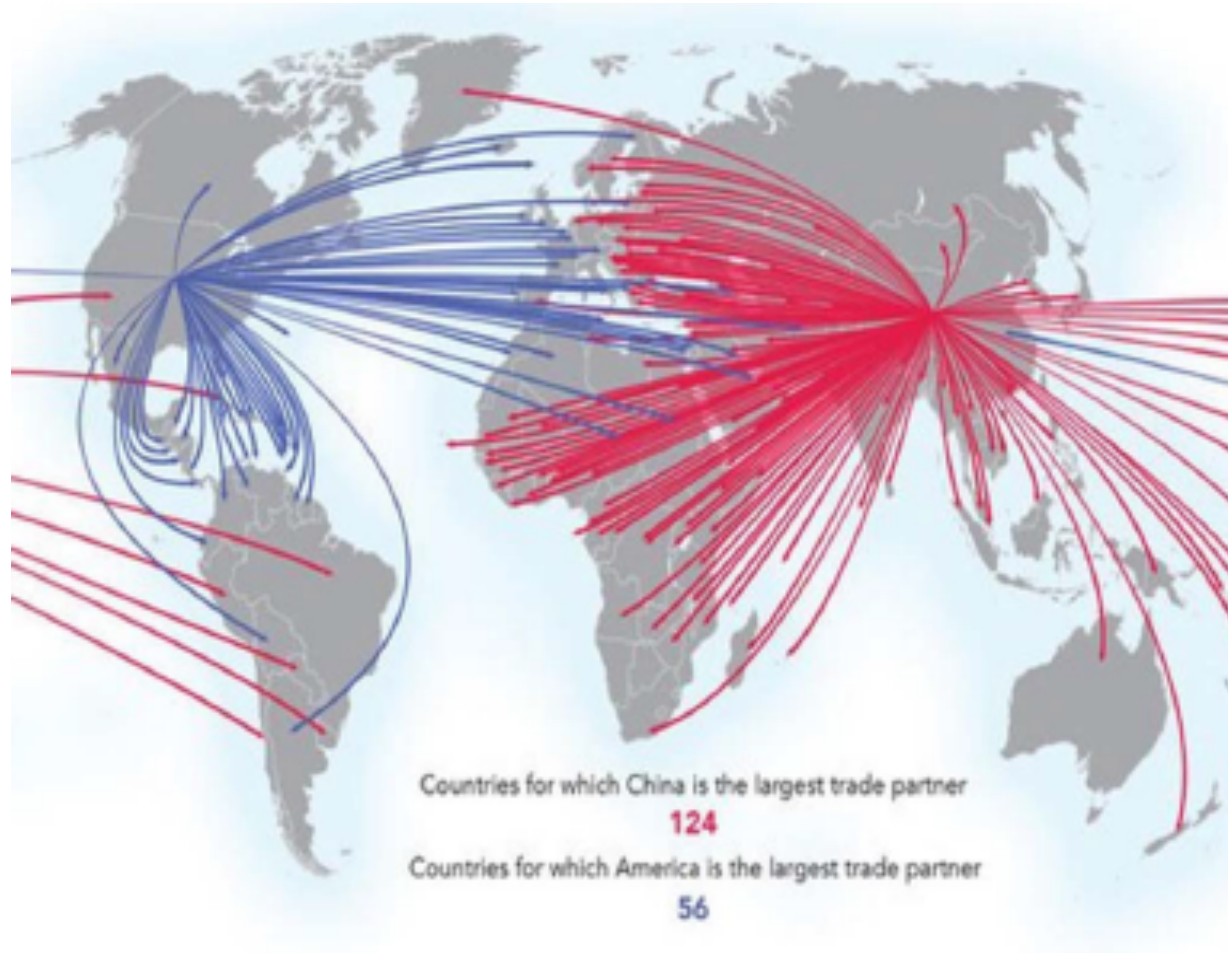 Countries for which China is the largest trade partner
124
Countries for which America is the largest trade partner
56